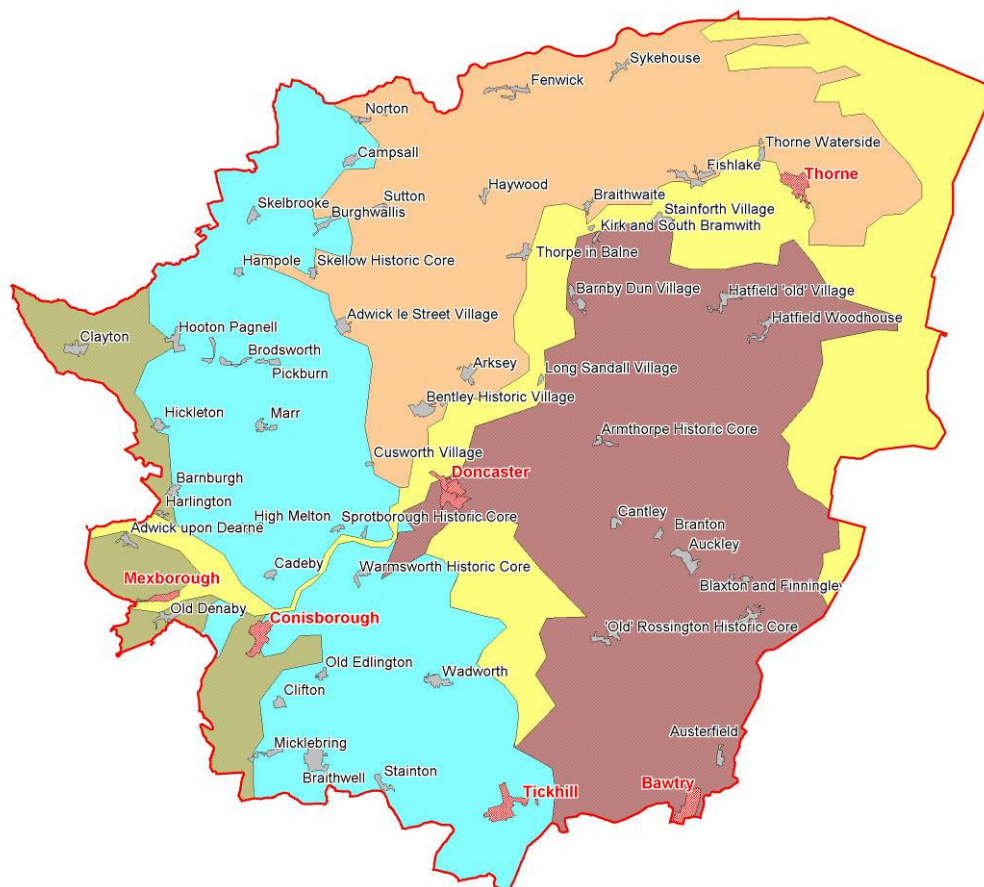 Sykehouse
Fenwick
Norton
Thorne Waterside
Campsall
Fishlake
Thorne
Haywood
Sutton
Braithwaite
Skelbrooke
Burghwallis
Stainforth Village
Kirk and South Bramwith
Thorpe in Balne
Hampole
Skellow Historic Core
Barnby Dun Village
Hatfield 'old' Village
Adwick le Street Village
Hatfield Woodhouse
Clayton
Hooton Pagnell
Brodsworth
Pickburn
Arksey
Long Sandall Village
Bentley Historic Village
Hickleton
Marr
Armthorpe Historic Core
Cusworth Village
Doncaster
Barnburgh
Harlington
Adwick upon Dearne
High Melton
Sprotborough Historic Core
Cantley
Branton
Auckley
Cadeby
Warmsworth Historic Core
Mexborough
Blaxton and Finningley
Old Denaby
Conisborough
'Old' Rossington Historic Core
Old Edlington
Wadworth
Clifton
Austerfield
Micklebring
Braithwell
Stainton
Tickhill
Bawtry